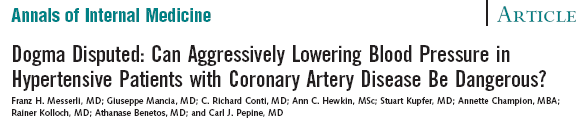 Annals of Internal Medicine
ARTICLE
Dogma Disputed: Can Aggressively Lowering Blood Pressure in
Hypertensive Patients with Coronary Artery Disease Be Dangerous?
Franz H. Messerli, MD; Giuseppe Mancia, MD; C. Richard Conti, MD; Ann C. Hewkin, MSc; Stuart Kupfer, MD; Annette Champion, MBA;
Rainer Kolloch, MD; Athanase Benetos, MD; and Carl J. Pepine, MD